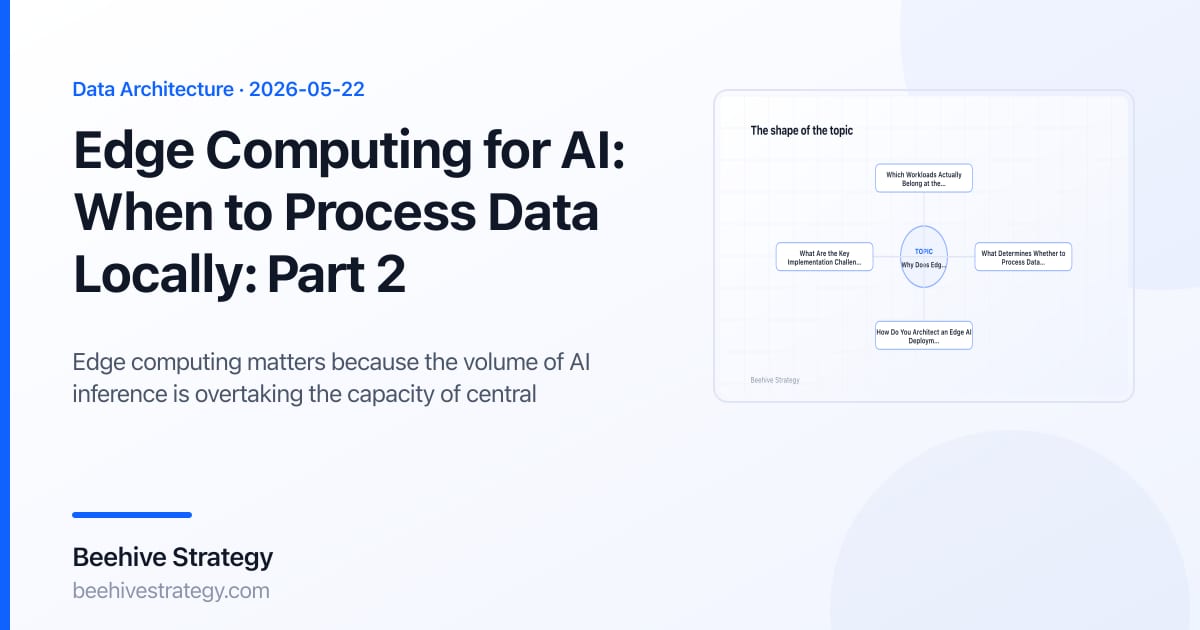 Data Architecture · 2026-05-22
Edge Computing for AI:
When to Process Data
Locally: Part 2
Edge computing matters because the volume of AI
inference is overtaking the capacity of central
Beehive Strategy
beehivestrategy.com
The shape of the topic
Which Workloads Actually
Belong at the...
What Are the Key
Implementation Challen...
TOPIC
Why Does Edg...
What Determines Whether to
Process Data...
How Do You Architect an Edge AI
Deploym...
Beehive Strategy